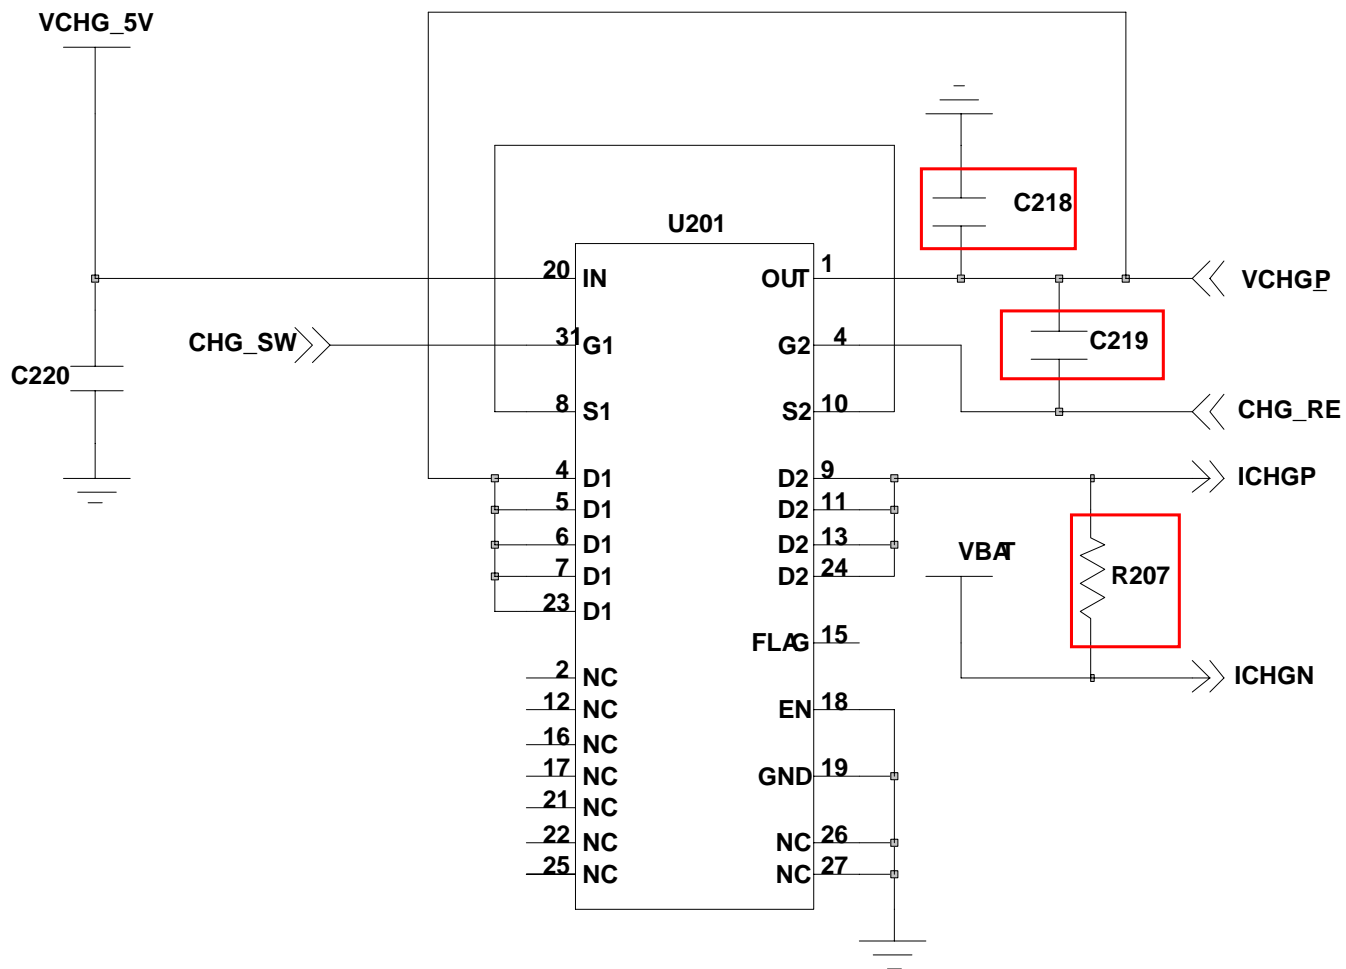 VCHG_5V
C218
U201
20 IN
OUT 1
VCHG_P
CHG_SW
31 G1
G2 4
C219
C220
8 S1
S2 10
CHG_RE
4 D1
D2 9
ICHGP
5 D1
D2 11
6 D1
D2 13
VBAT
7 D1
D2 24
R207
23 D1
FLAG 15
2 NC
ICHGN
12 NC
EN 18
16 NC
17 NC
GND 19
21 NC
22 NC
NC 26
25 NC
NC 27